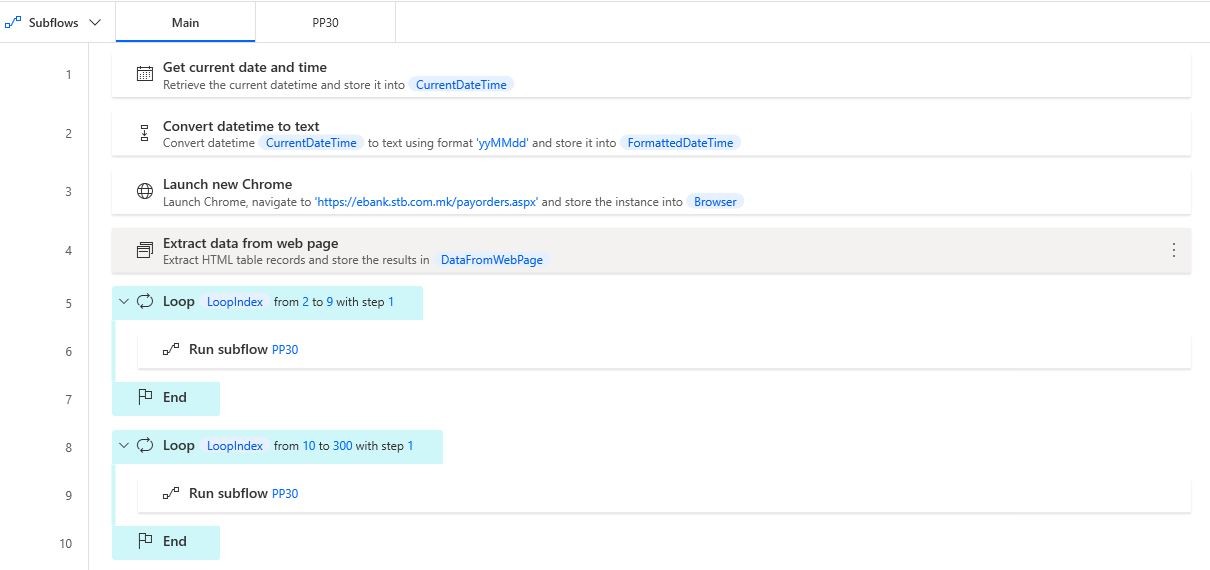 Subflows Main PP30
1 Get current date and time
Retrieve the current datetime and store it into CurrentDateTime
2 Convert datetime to text
Convert datetime CurrentDateTime to text using format 'yyMMdd' and store it into FormattedDateTime
3 Launch new Chrome
Launch Chrome, navigate to 'https://ebank.stb.com.mk/payorders.aspx' and store the instance into Browser
4 Extract data from web page
Extract HTML table records and store the results in DataFromWebPage
5 Loop LoopIndex from 2 to 9 with step 1
6 Run subflow PP30
7 End
8 Loop LoopIndex from 10 to 300 with step 1
9 Run subflow PP30
10 End